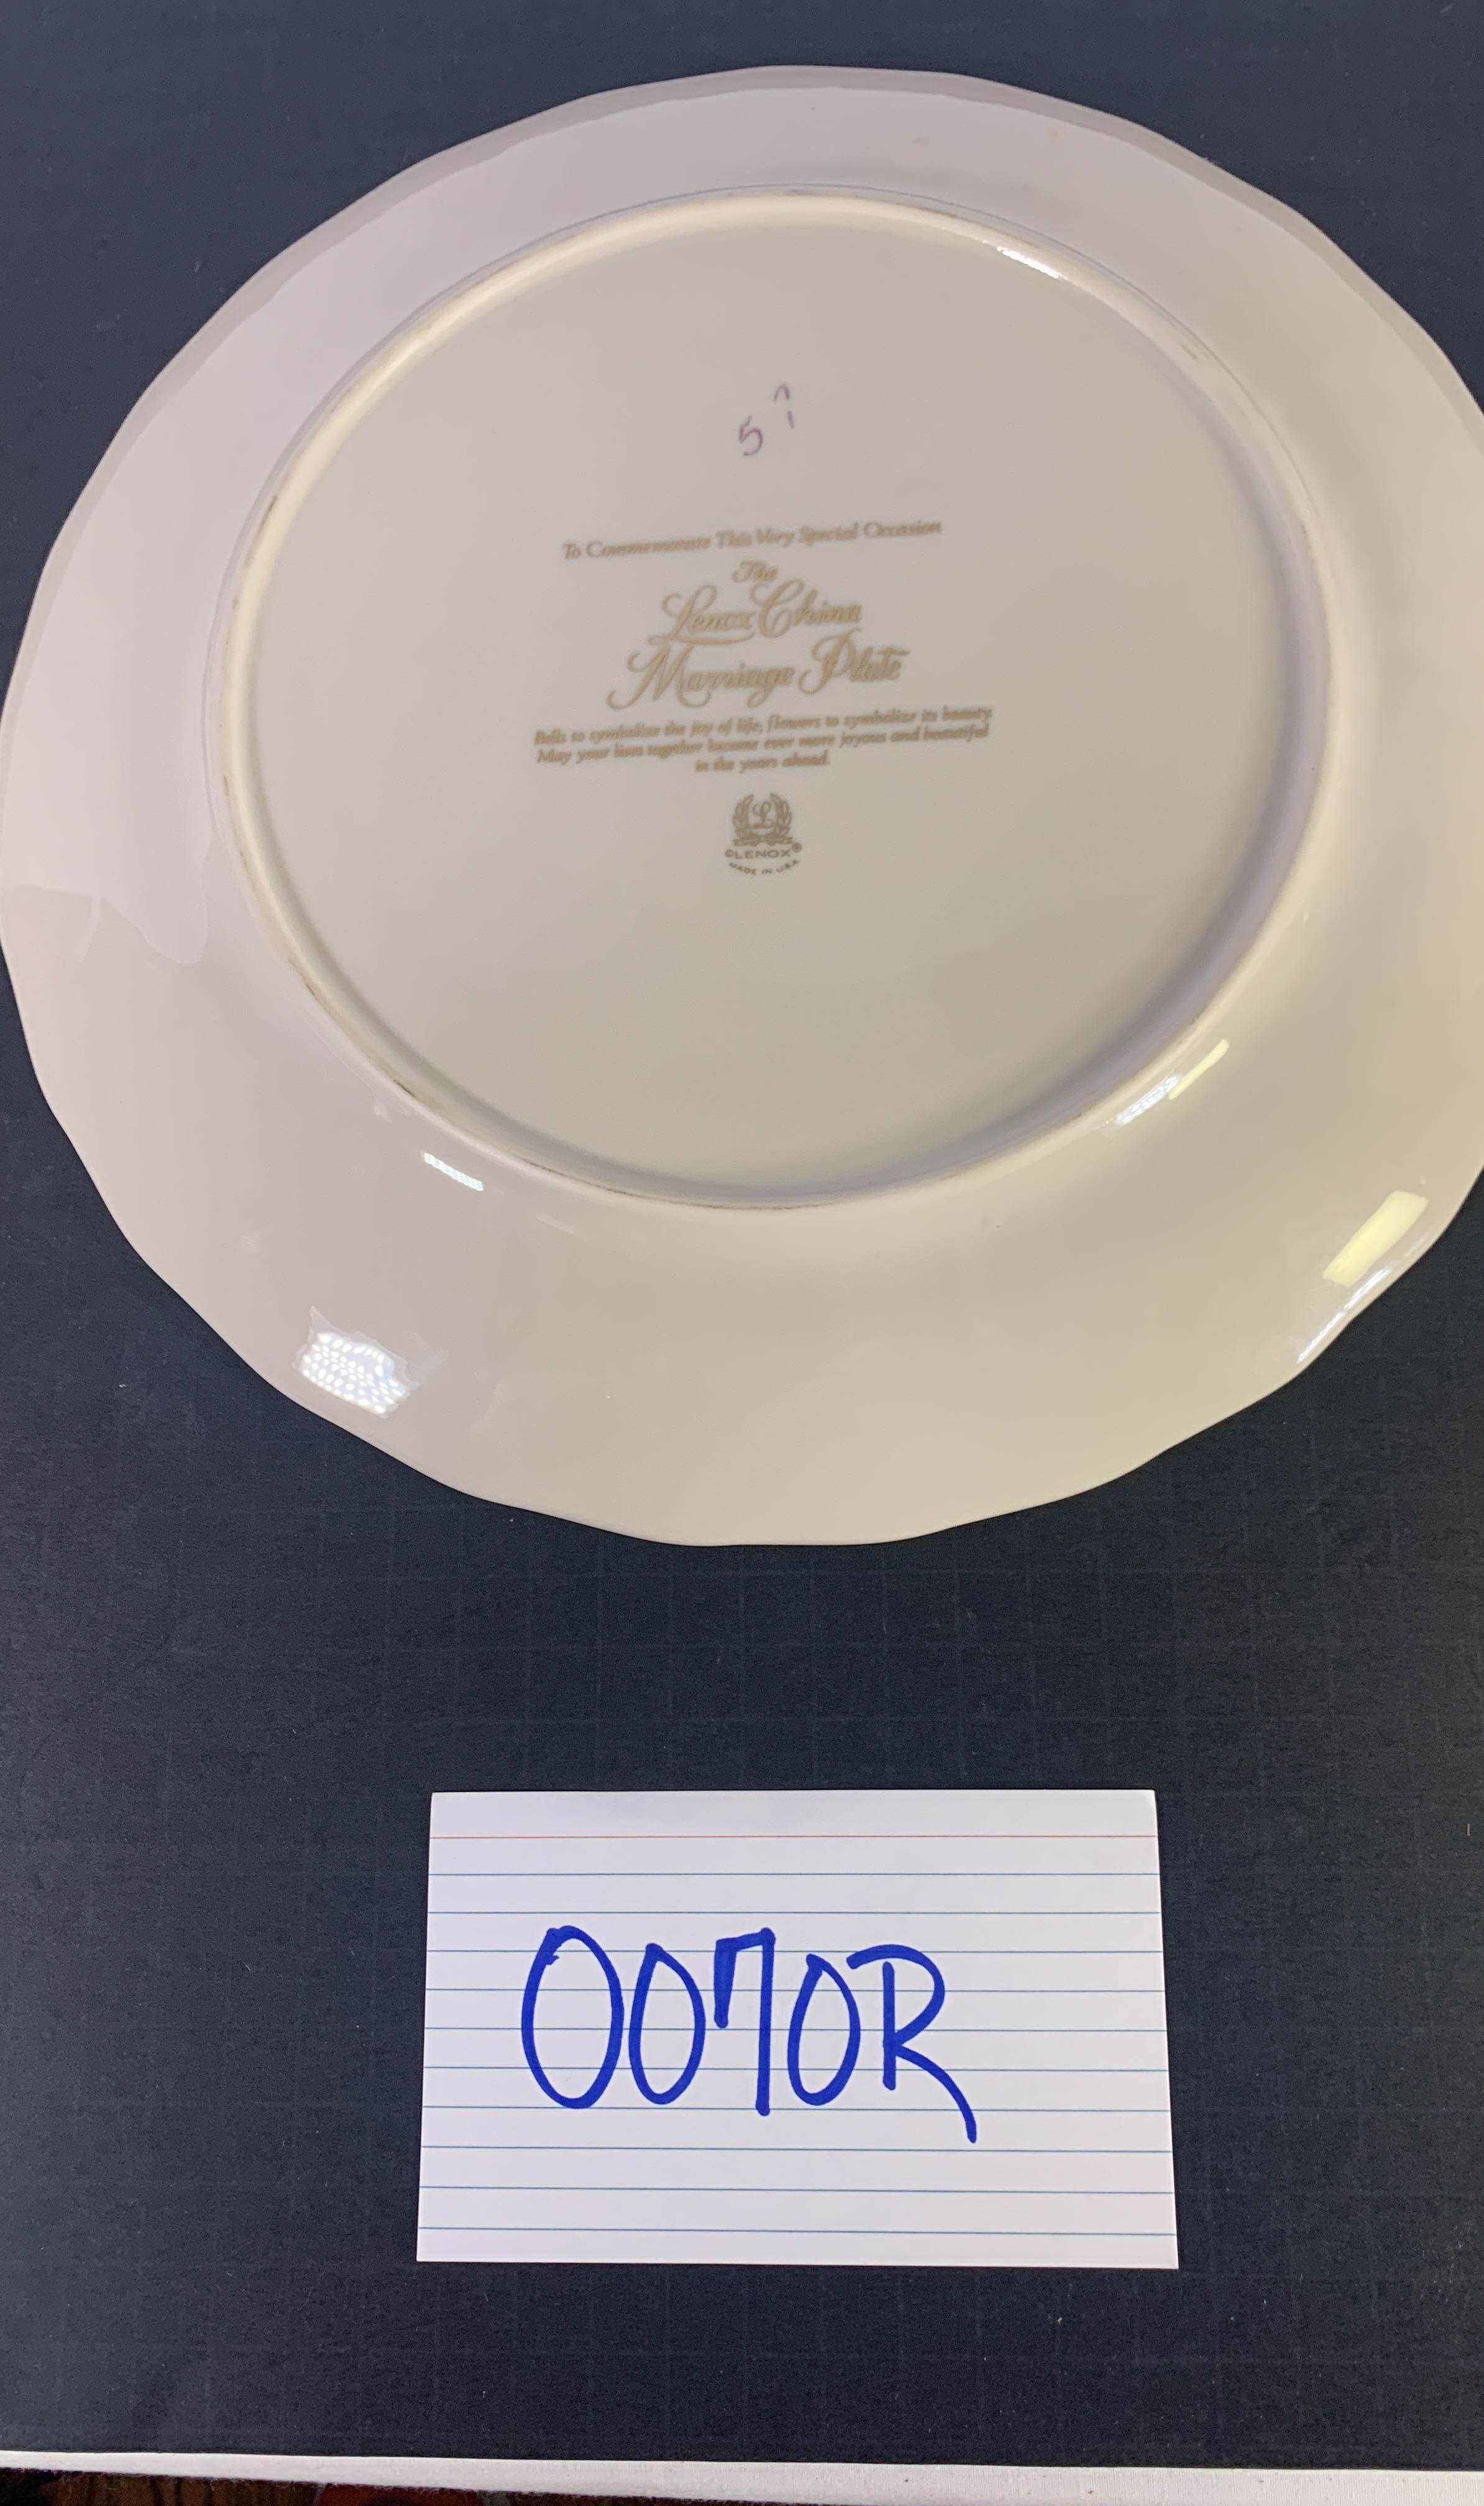 5
To Commemorate This Very Special Occasion
The
Lenox China
Marriage Plate
Bells to symbolize the joy of life, flowers to symbolize its beauty.
May your lives together become ever more joyous and beautiful
in the years ahead.
L
©LENOX®
MADE IN USA
0070R